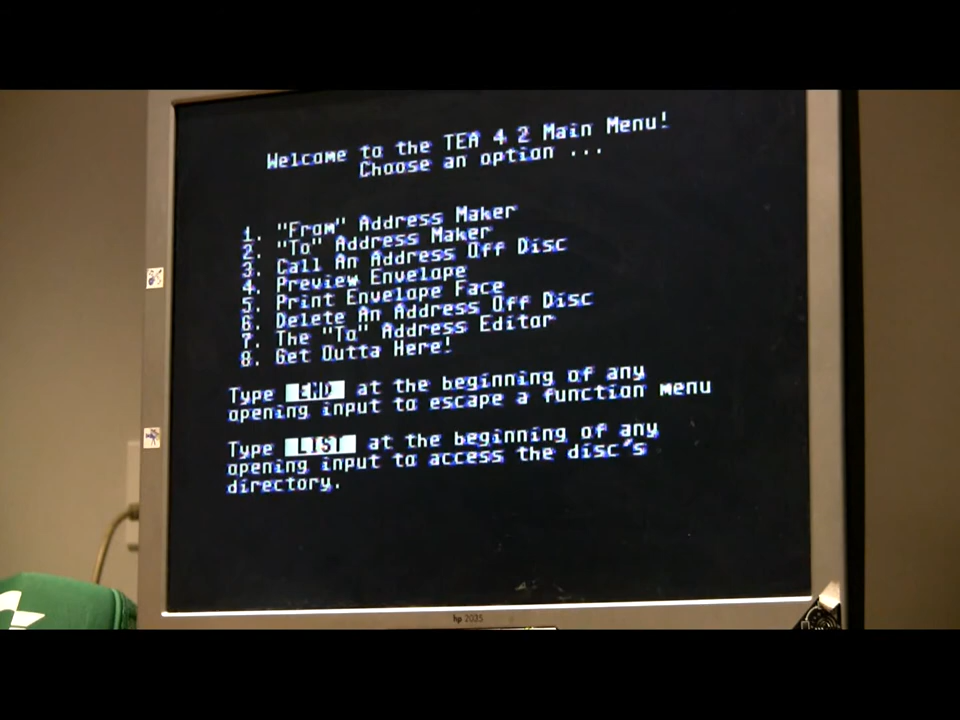 Welcome to the TEA 4 2 Main Menu!
Choose an option ...
1. "From" Address Maker
2. "To" Address Maker
3. Call An Address Off Disc
4. Preview Envelope
5. Print Envelope Face
6. Delete An Address Off Disc
7. The "To" Address Editor
8. Get Outta Here!
Type END at the beginning of any
opening input to escape a function menu
Type LIST at the beginning of any
opening input to access the disc's
directory.
hp 2035